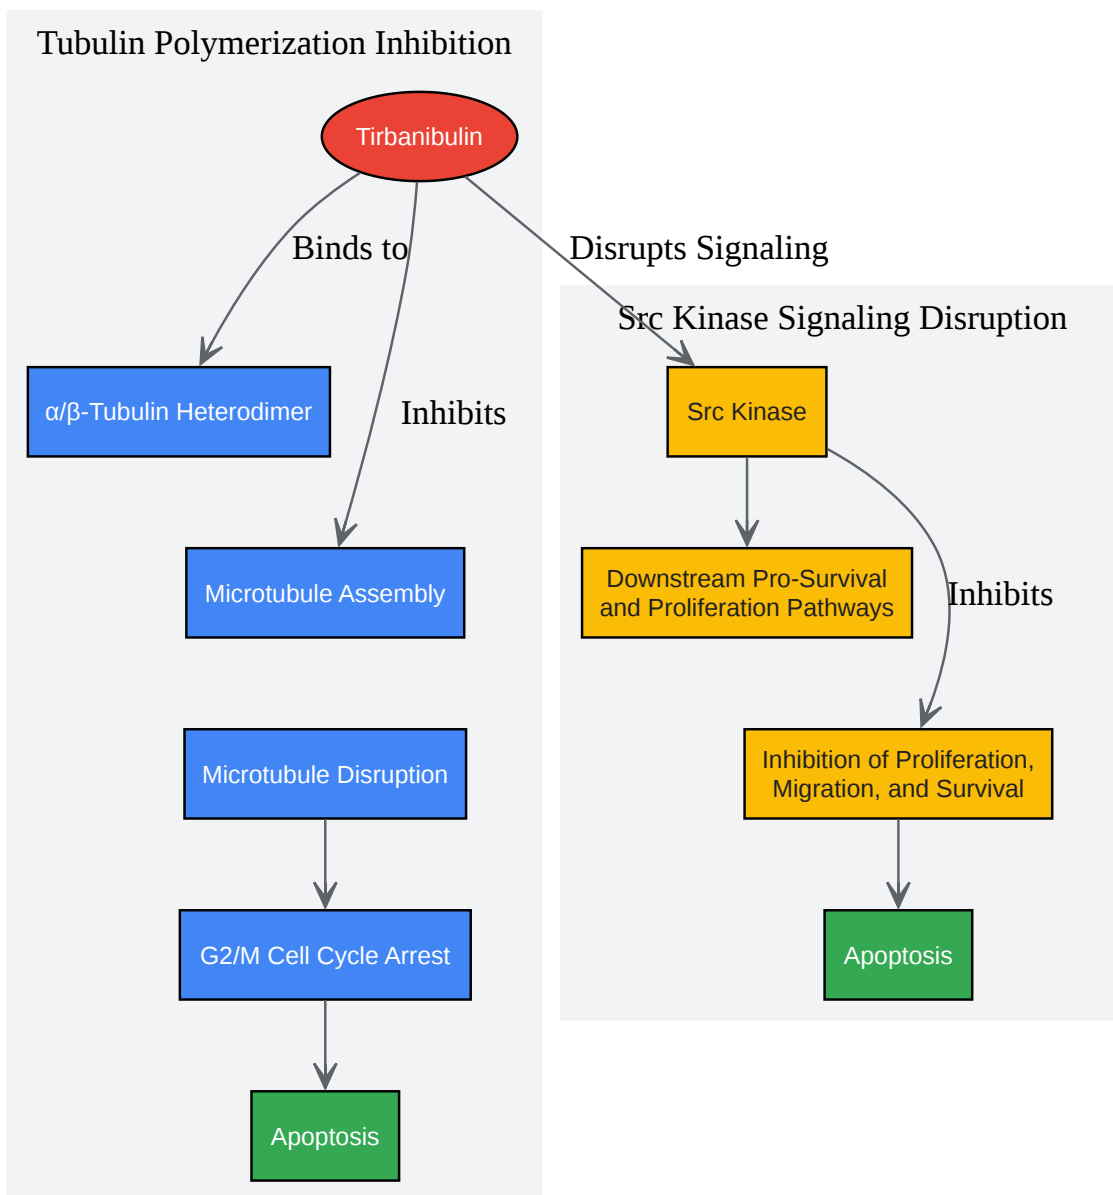 Tubulin Polymerization Inhibition
Tirbanibulin
Binds to
Disrupts Signaling
Src Kinase Signaling Disruption
α/β-Tubulin Heterodimer
Inhibits
Src Kinase
Microtubule Assembly
Downstream Pro-Survival
and Proliferation Pathways
Inhibits
Microtubule Disruption
Inhibition of Proliferation,
Migration, and Survival
G2/M Cell Cycle Arrest
Apoptosis
Apoptosis